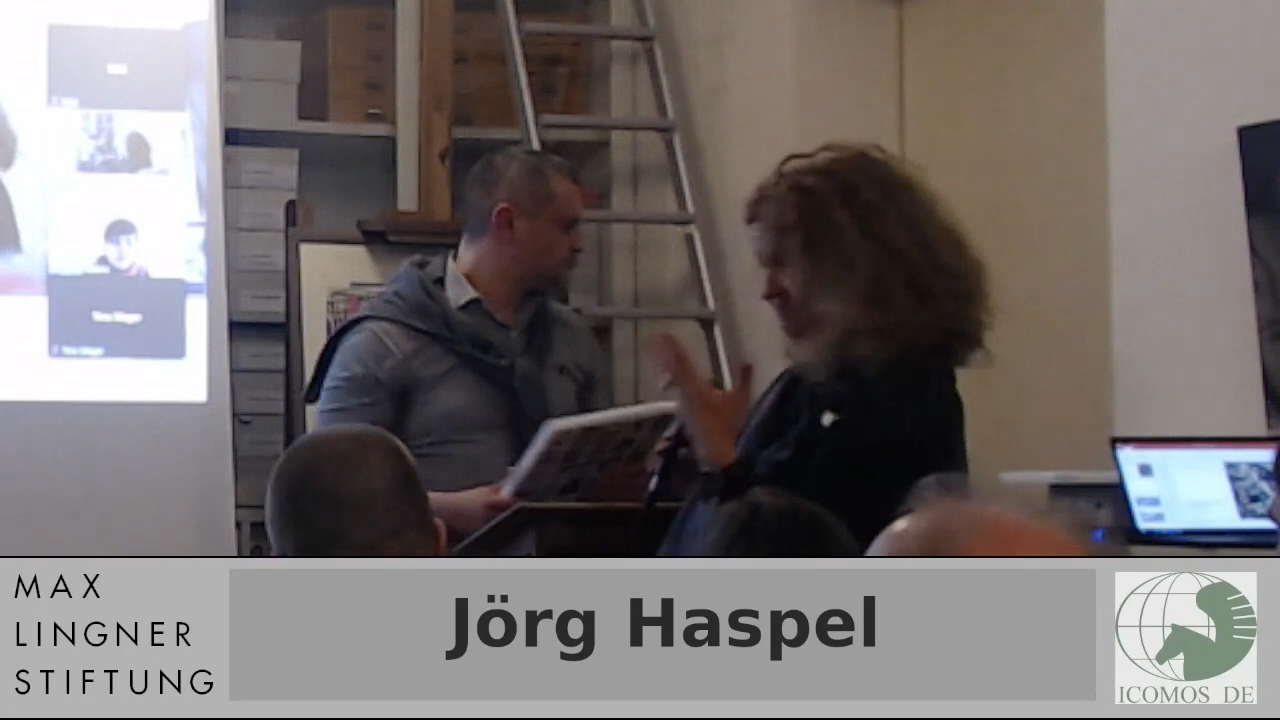 MAX
LINGNER
STIFTUNG
Jörg Haspel
ICOMOS DE